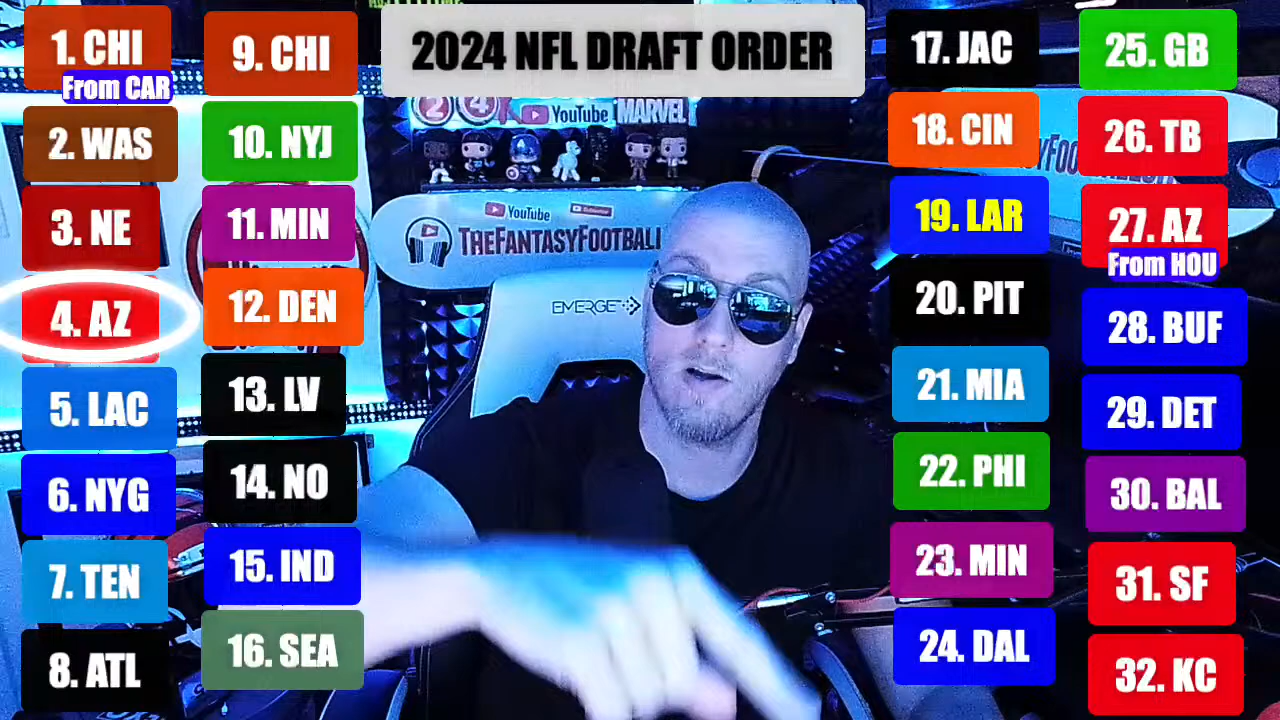 2024 NFL DRAFT ORDER
1. CHI
From CAR
2. WAS
3. NE
4. AZ
5. LAC
6. NYG
7. TEN
8. ATL
9. CHI
10. NYJ
11. MIN
12. DEN
13. LV
14. NO
15. IND
16. SEA
17. JAC
18. CIN
19. LAR
20. PIT
21. MIA
22. PHI
23. MIN
24. DAL
25. GB
26. TB
27. AZ
From HOU
28. BUF
29. DET
30. BAL
31. SF
32. KC
24
YouTube
MARVEL
YouTube
THEFANTASYFOOTBALL
EMERGE